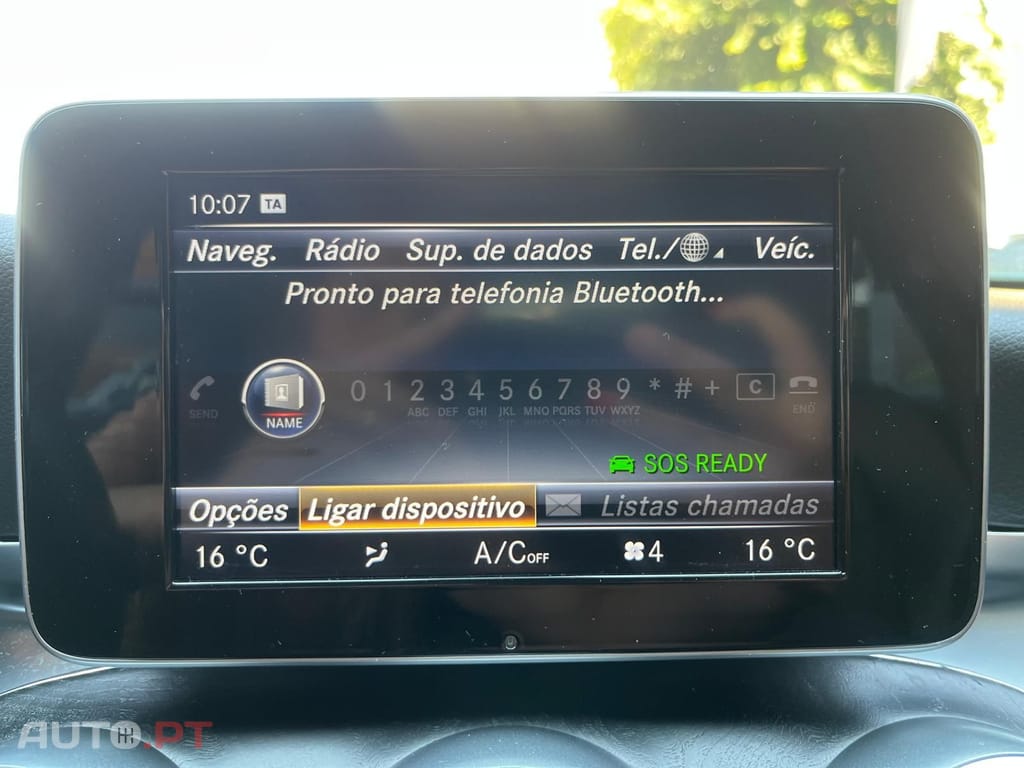 10:07 TA
Naveg. Rádio Sup. de dados Tel./ Veíc.
Pronto para telefonia Bluetooth...
0 1 2 3 4 5 6 7 8 9 * # + C
SEND NAME ABC DEF GHI JKL MNO PQRS TUV WXYZ END
SOS READY
Opções Ligar dispositivo Listas chamadas
16 °C A/C OFF 4 16 °C
AUTO.PT